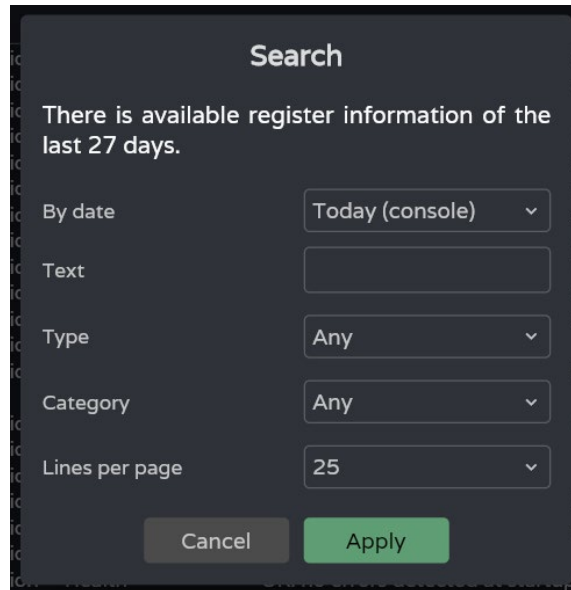 Search
There is available register information of the
last 27 days.
By date Today (console)
Text
Type Any
Category Any
Lines per page 25
Cancel Apply